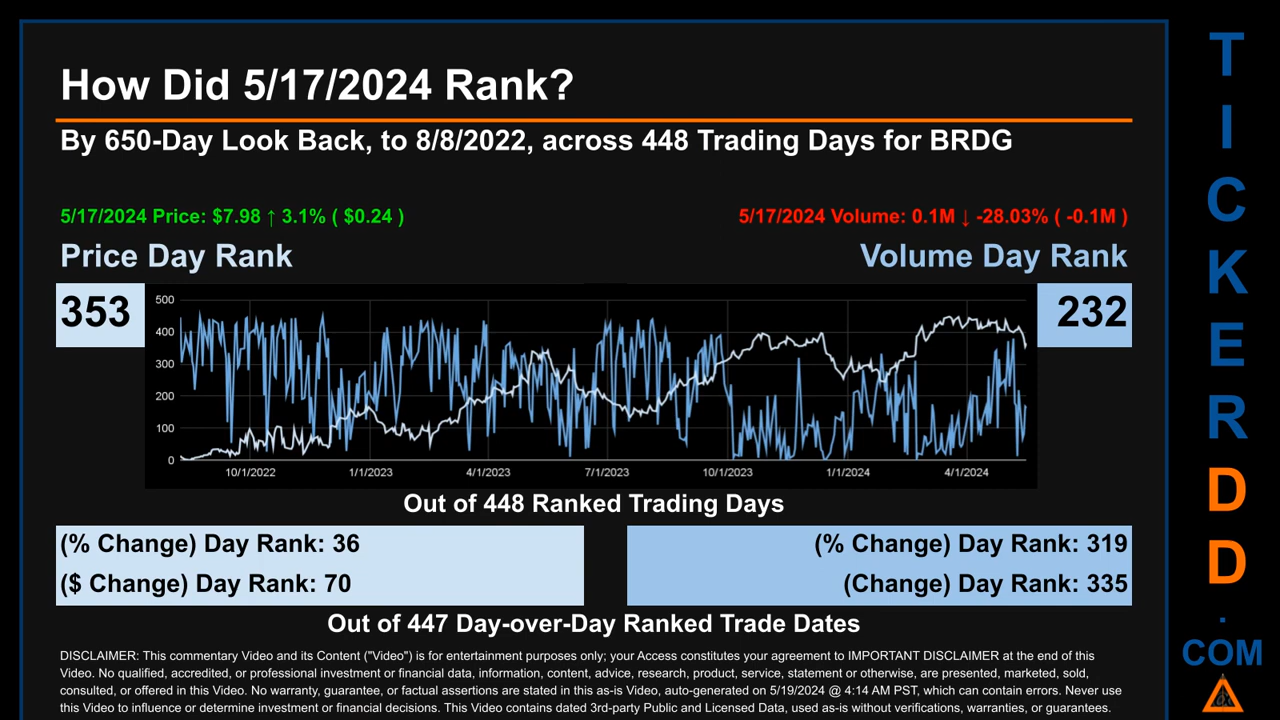 How Did 5/17/2024 Rank?
By 650-Day Look Back, to 8/8/2022, across 448 Trading Days for BRDG
5/17/2024 Price: $7.98 ↑ 3.1% ( $0.24 )
5/17/2024 Volume: 0.1M ↓ -28.03% ( -0.1M )
Price Day Rank
Volume Day Rank
353
232
500
400
300
200
100
0
10/1/2022
1/1/2023
4/1/2023
7/1/2023
10/1/2023
1/1/2024
4/1/2024
Out of 448 Ranked Trading Days
(% Change) Day Rank: 36
($ Change) Day Rank: 70
(% Change) Day Rank: 319
(Change) Day Rank: 335
Out of 447 Day-over-Day Ranked Trade Dates
DISCLAIMER: This commentary Video and its Content ("Video") is for entertainment purposes only; your Access constitutes your agreement to IMPORTANT DISCLAIMER at the end of this
Video. No qualified, accredited, or professional investment or financial data, information, content, advice, research, product, service, statement or otherwise, are presented, marketed, sold,
consulted, or offered in this Video. No warranty, guarantee, or factual assertions are stated in this as-is Video, auto-generated on 5/19/2024 @ 4:14 AM PST, which can contain errors. Never use
this Video to influence or determine investment or financial decisions. This Video contains dated 3rd-party Public and Licensed Data, used as-is without verifications, warranties, or guarantees.
T
I
C
K
E
R
D
D
.
COM